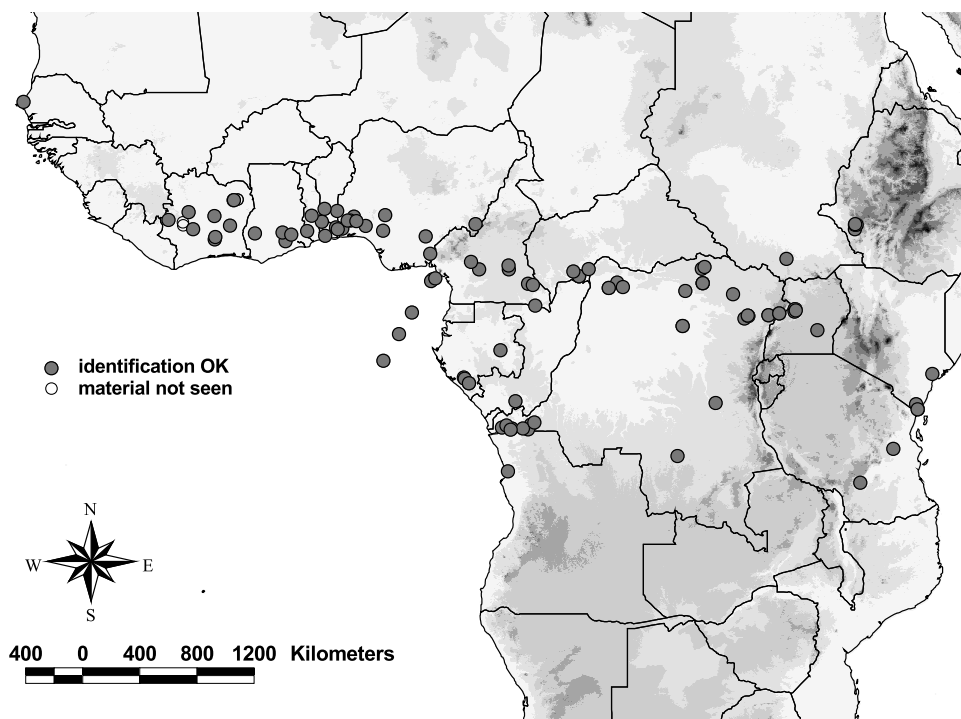 identification OK
material not seen
N
W E
S
400 0 400 800 1200 Kilometers